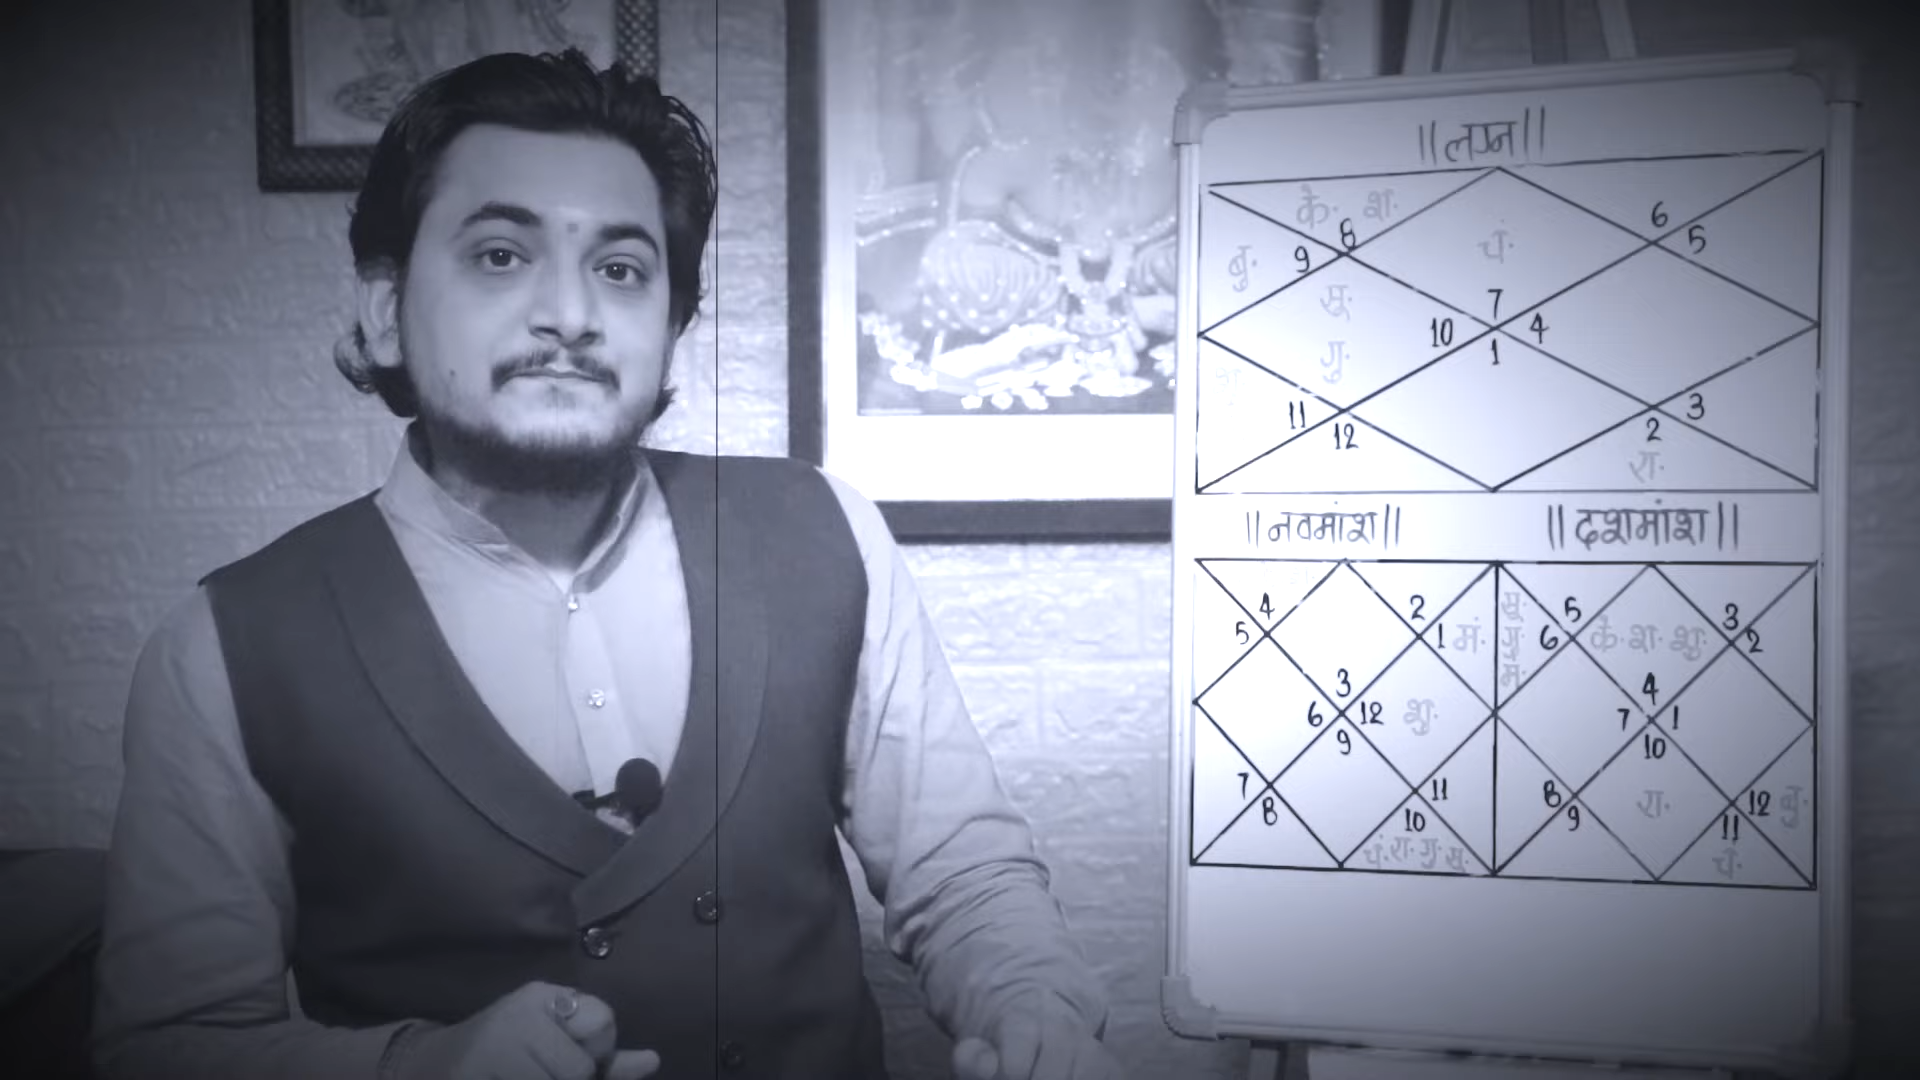 ||लग्न||
के. श.
8
6
9
5
बु.
चं.
सू.
7
10
4
1
गु.
11
3
12
2
रा.
||नवमांश|| ||दशमांश||
4 2
5 1 मं.
3
6 12 शु.
9
7 11
8 10
चं. रा. गु. सू.
सू. 5 3
गु. 6 के. श. शु. 2
मं.
4
7 1
10
8 रा. 12 बु.
9 11
चं.